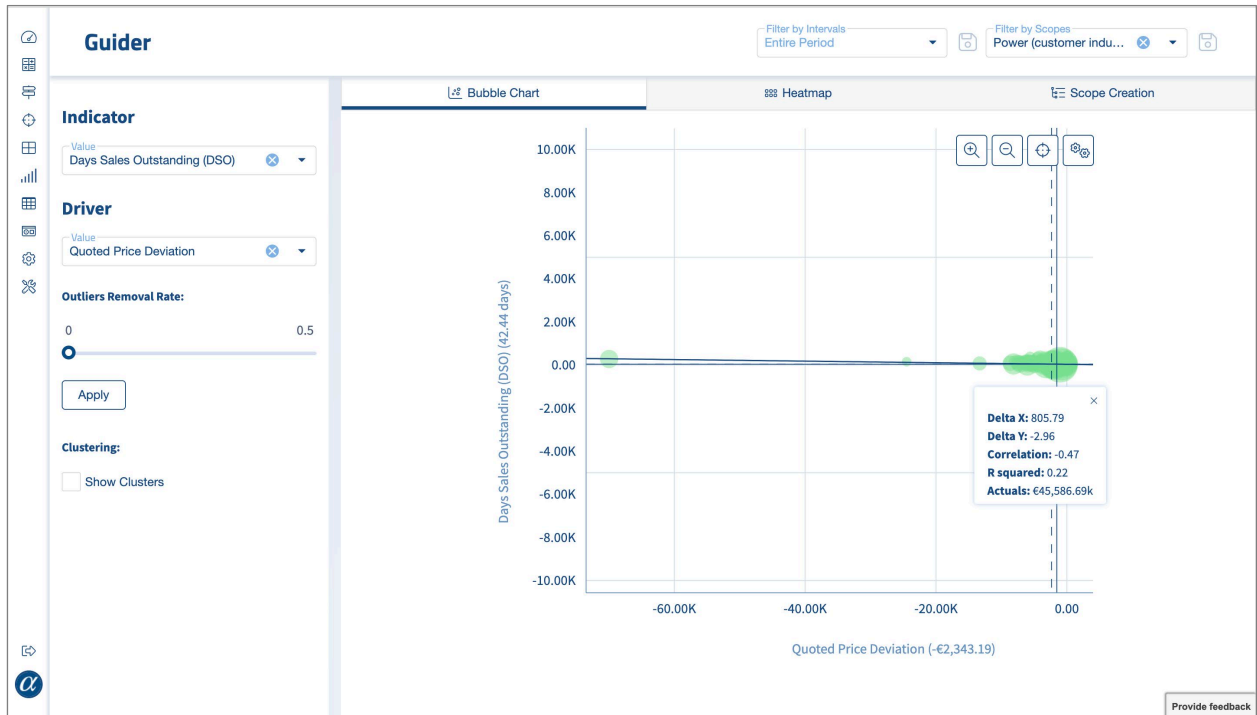 Guider
Filter by Intervals
Entire Period
Filter by Scopes
Power (customer indu...
Indicator
Value
Days Sales Outstanding (DSO)
Driver
Value
Quoted Price Deviation
Outliers Removal Rate:
0 0.5
Apply
Clustering:
Show Clusters
Bubble Chart
Heatmap
Scope Creation
10.00K
8.00K
6.00K
4.00K
2.00K
0.00
-2.00K
-4.00K
-6.00K
-8.00K
-10.00K
Days Sales Outstanding (DSO) (42.44 days)
Delta X: 805.79
Delta Y: -2.96
Correlation: -0.47
R squared: 0.22
Actuals: €45,586.69k
-60.00K -40.00K -20.00K 0.00
Quoted Price Deviation (-€2,343.19)
α
Provide feedback